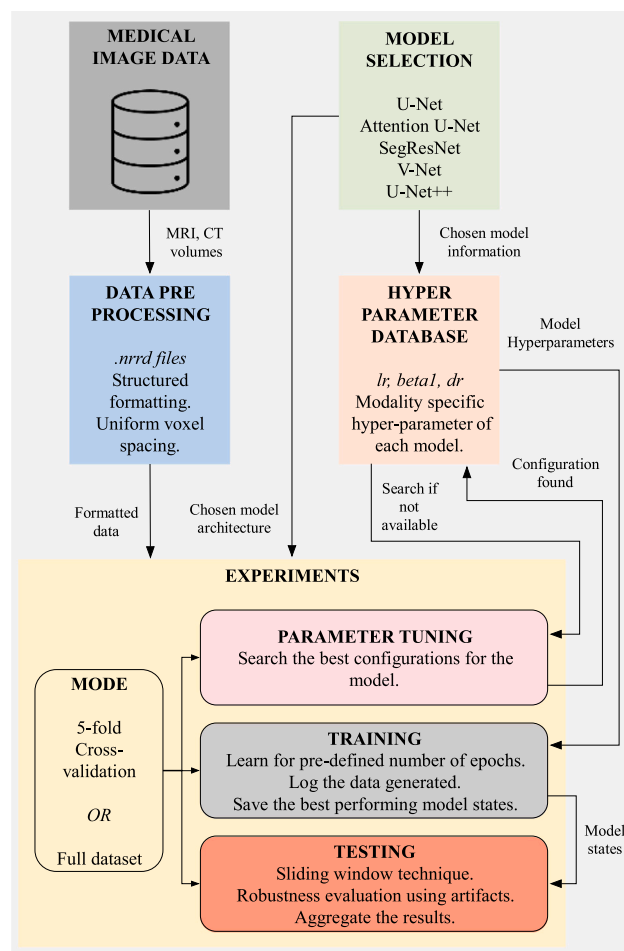 MEDICAL
IMAGE DATA
MODEL
SELECTION
U-Net
Attention U-Net
SegResNet
V-Net
U-Net++
MRI, CT
volumes
Chosen model
information
DATA PRE
PROCESSING
.nrrd files
Structured
formatting.
Uniform voxel
spacing.
HYPER
PARAMETER
DATABASE
lr, beta1, dr
Modality specific
hyper-parameter of
each model.
Model
Hyperparameters
Formatted
data
Chosen model
architecture
Search if
not
available
Configuration
found
EXPERIMENTS
MODE
5-fold
Cross-
validation
OR
Full dataset
PARAMETER TUNING
Search the best configurations for the
model.
TRAINING
Learn for pre-defined number of epochs.
Log the data generated.
Save the best performing model states.
Model
states
TESTING
Sliding window technique.
Robustness evaluation using artifacts.
Aggregate the results.